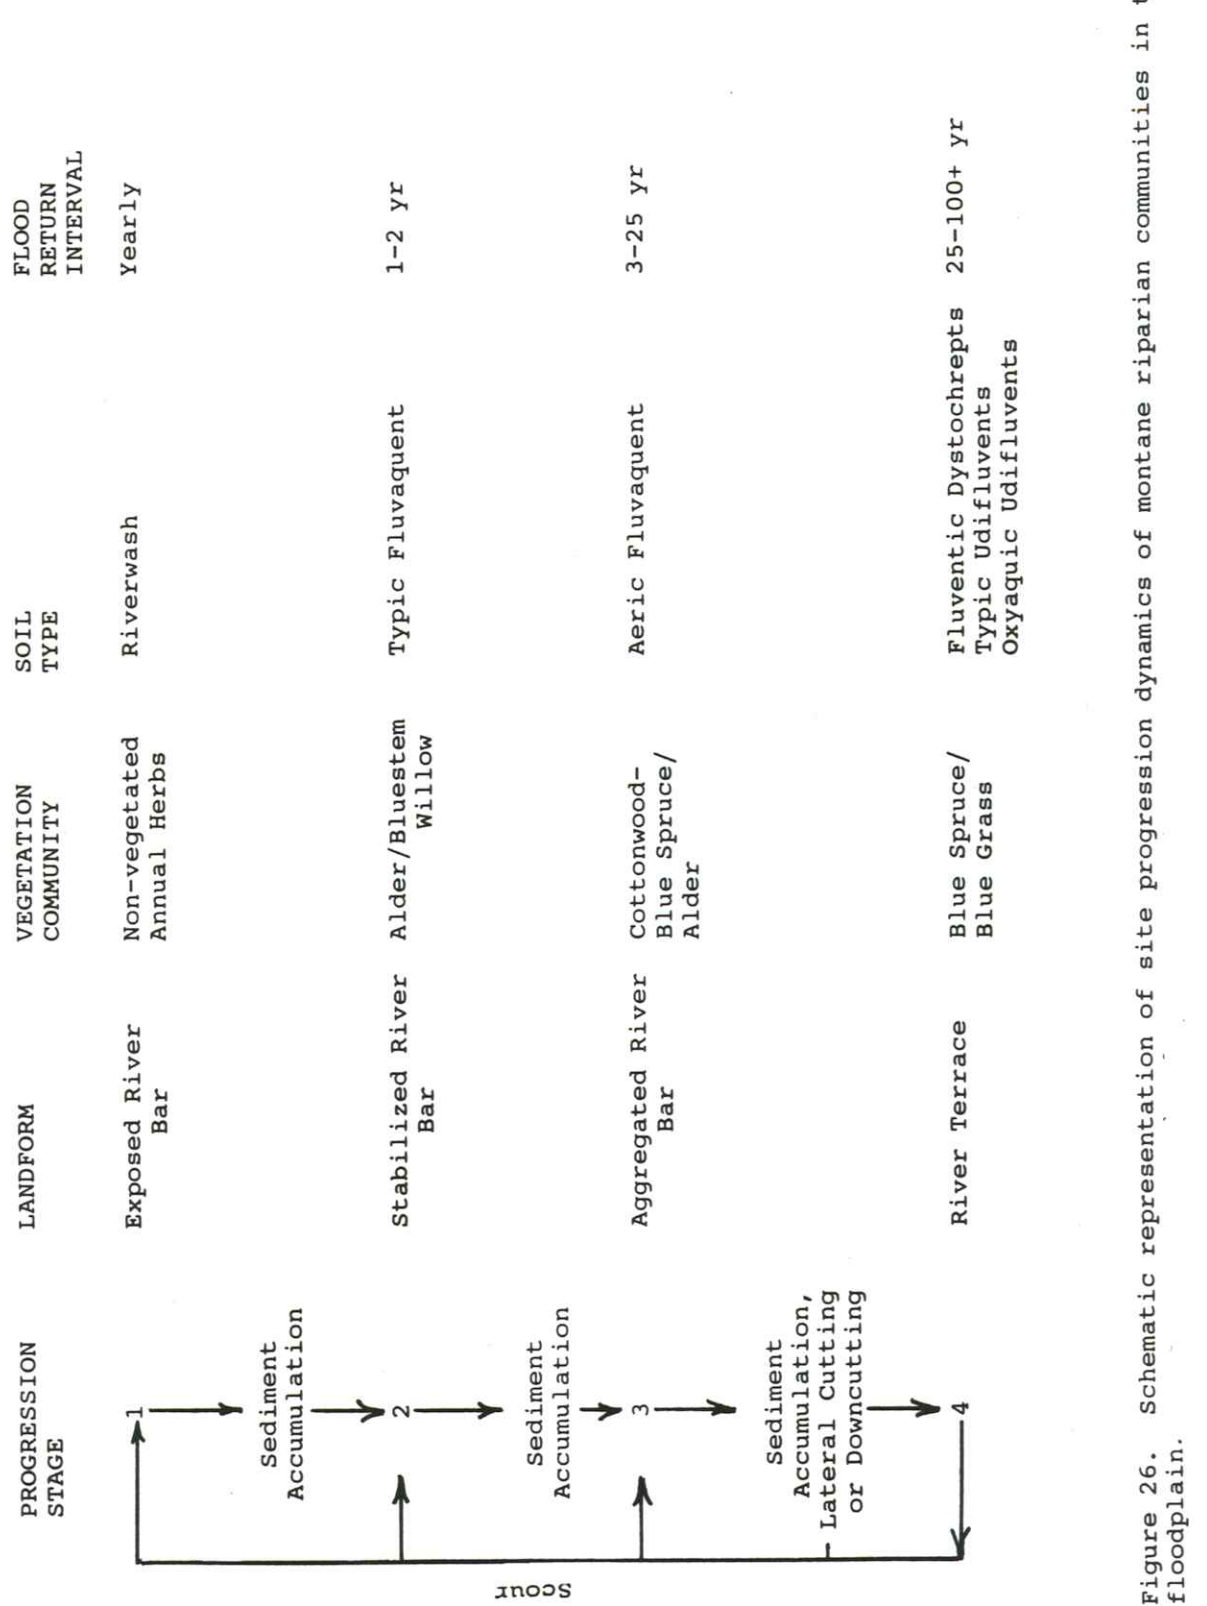 PROGRESSION STAGE LANDFORM VEGETATION COMMUNITY SOIL TYPE FLOOD RETURN INTERVAL
1 Exposed River Bar Non-vegetated Annual Herbs Riverwash Yearly
Sediment
Accumulation
2 Stabilized River Bar Alder/Bluestem Willow Typic Fluvaquent 1-2 yr
Sediment
Accumulation
3 Aggregated River Bar Cottonwood- Blue Spruce/ Alder Aeric Fluvaquent 3-25 yr
Sediment
Accumulation,
Lateral Cutting
or Downcutting
4 River Terrace Blue Spruce/ Blue Grass Fluventic Dystochrepts Typic Udifluvents Oxyaquic Udifluvents 25-100+ yr
Scour
Figure 26. Schematic representation of site progression dynamics of montane riparian communities in
floodplain.